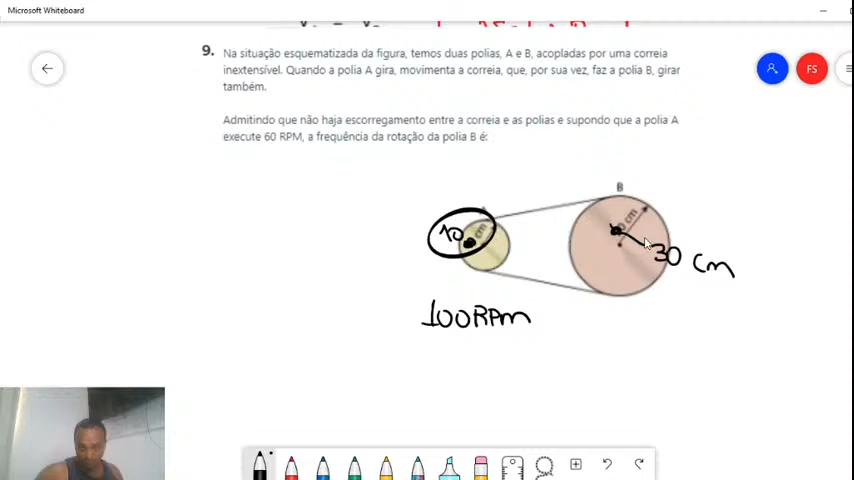 Microsoft Whiteboard
9. Na situação esquematizada da figura, temos duas polias, A e B, acopladas por uma correia
inextensível. Quando a polia A gira, movimenta a correia, que, por sua vez, faz a polia B, girar
também.
FS
Admitindo que não haja escorregamento entre a correia e as polias e supondo que a polia A
execute 60 RPM, a frequência da rotação da polia B é:
B
10 cm
cm
30 cm
100RPm